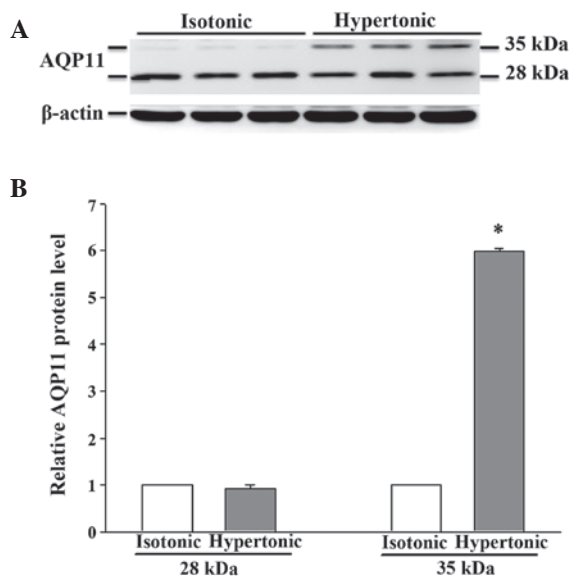 A
Isotonic
Hypertonic
AQP11
35 kDa
28 kDa
β-actin
B
Relative AQP11 protein level
7
6
5
4
3
2
1
0
*
Isotonic Hypertonic
Isotonic Hypertonic
28 kDa
35 kDa